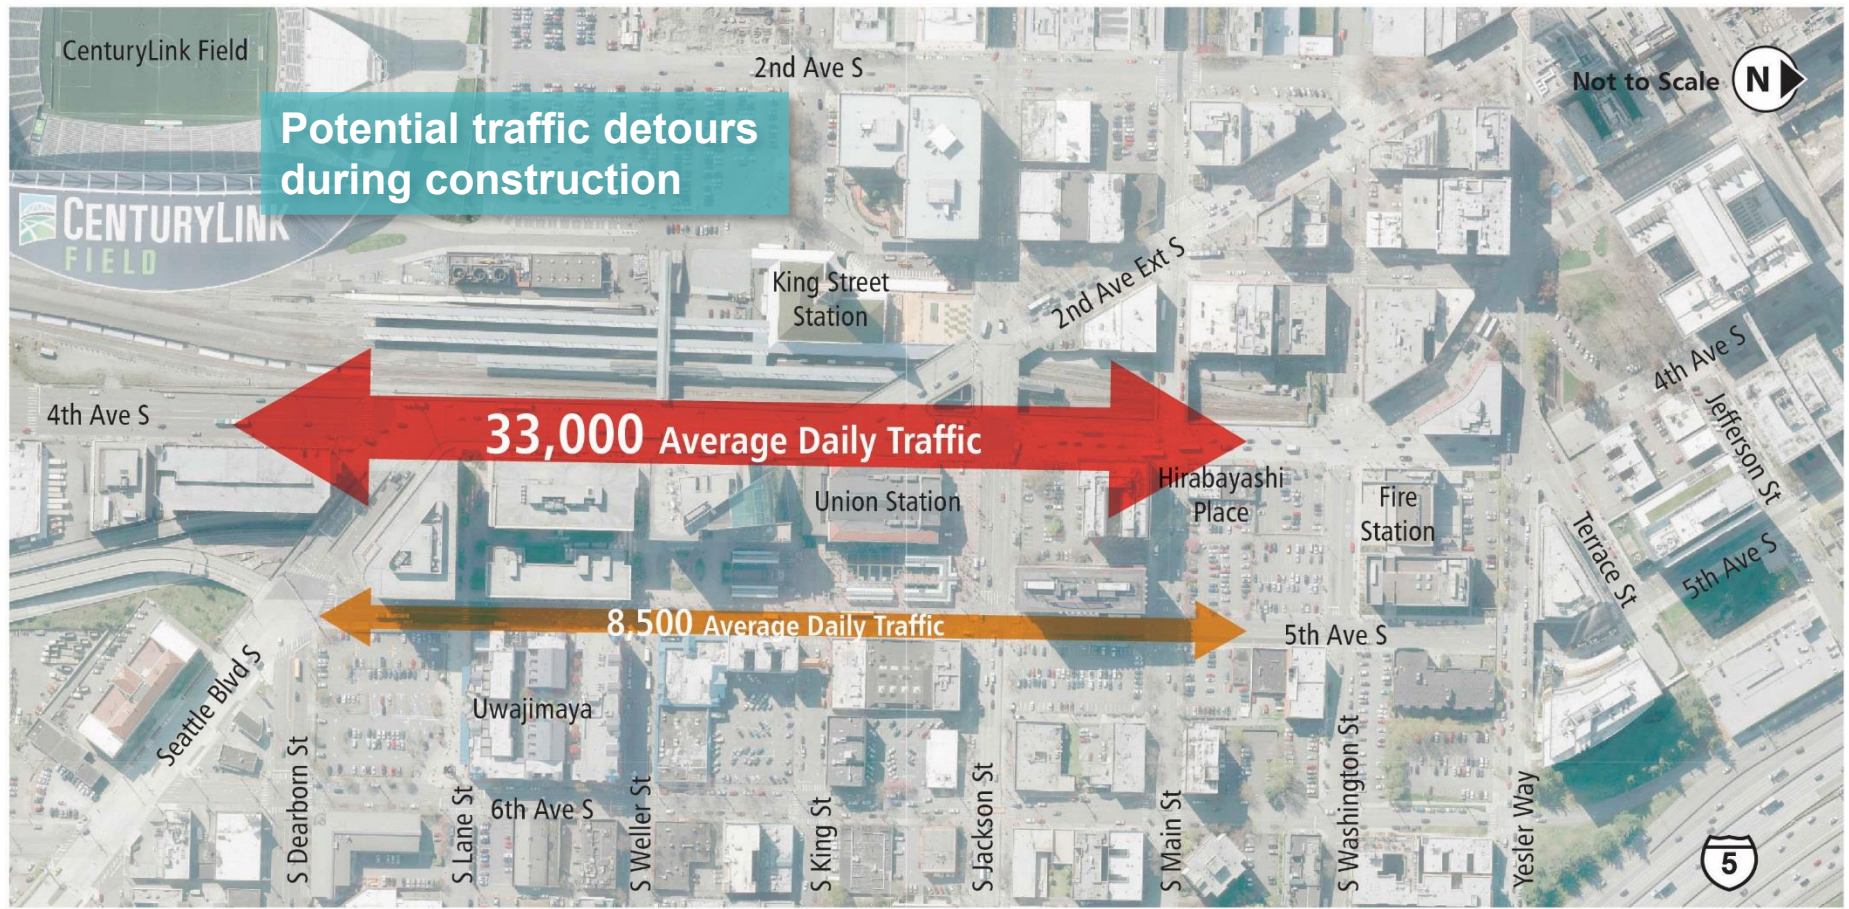 CenturyLink Field
2nd Ave S
Not to Scale
N
Potential traffic detours
during construction
CENTURYLINK
FIELD
2nd Ave Ext S
King Street
Station
4th Ave S
4th Ave S
Jefferson St
33,000 Average Daily Traffic
Union Station
Hirabayashi
Place
Fire
Station
Terrace St
5th Ave S
8,500 Average Daily Traffic
5th Ave S
Seattle Blvd S
Uwajimaya
6th Ave S
S Dearborn St
S Lane St
S Weller St
S King St
S Jackson St
S Main St
S Washington St
Yesler Way
5